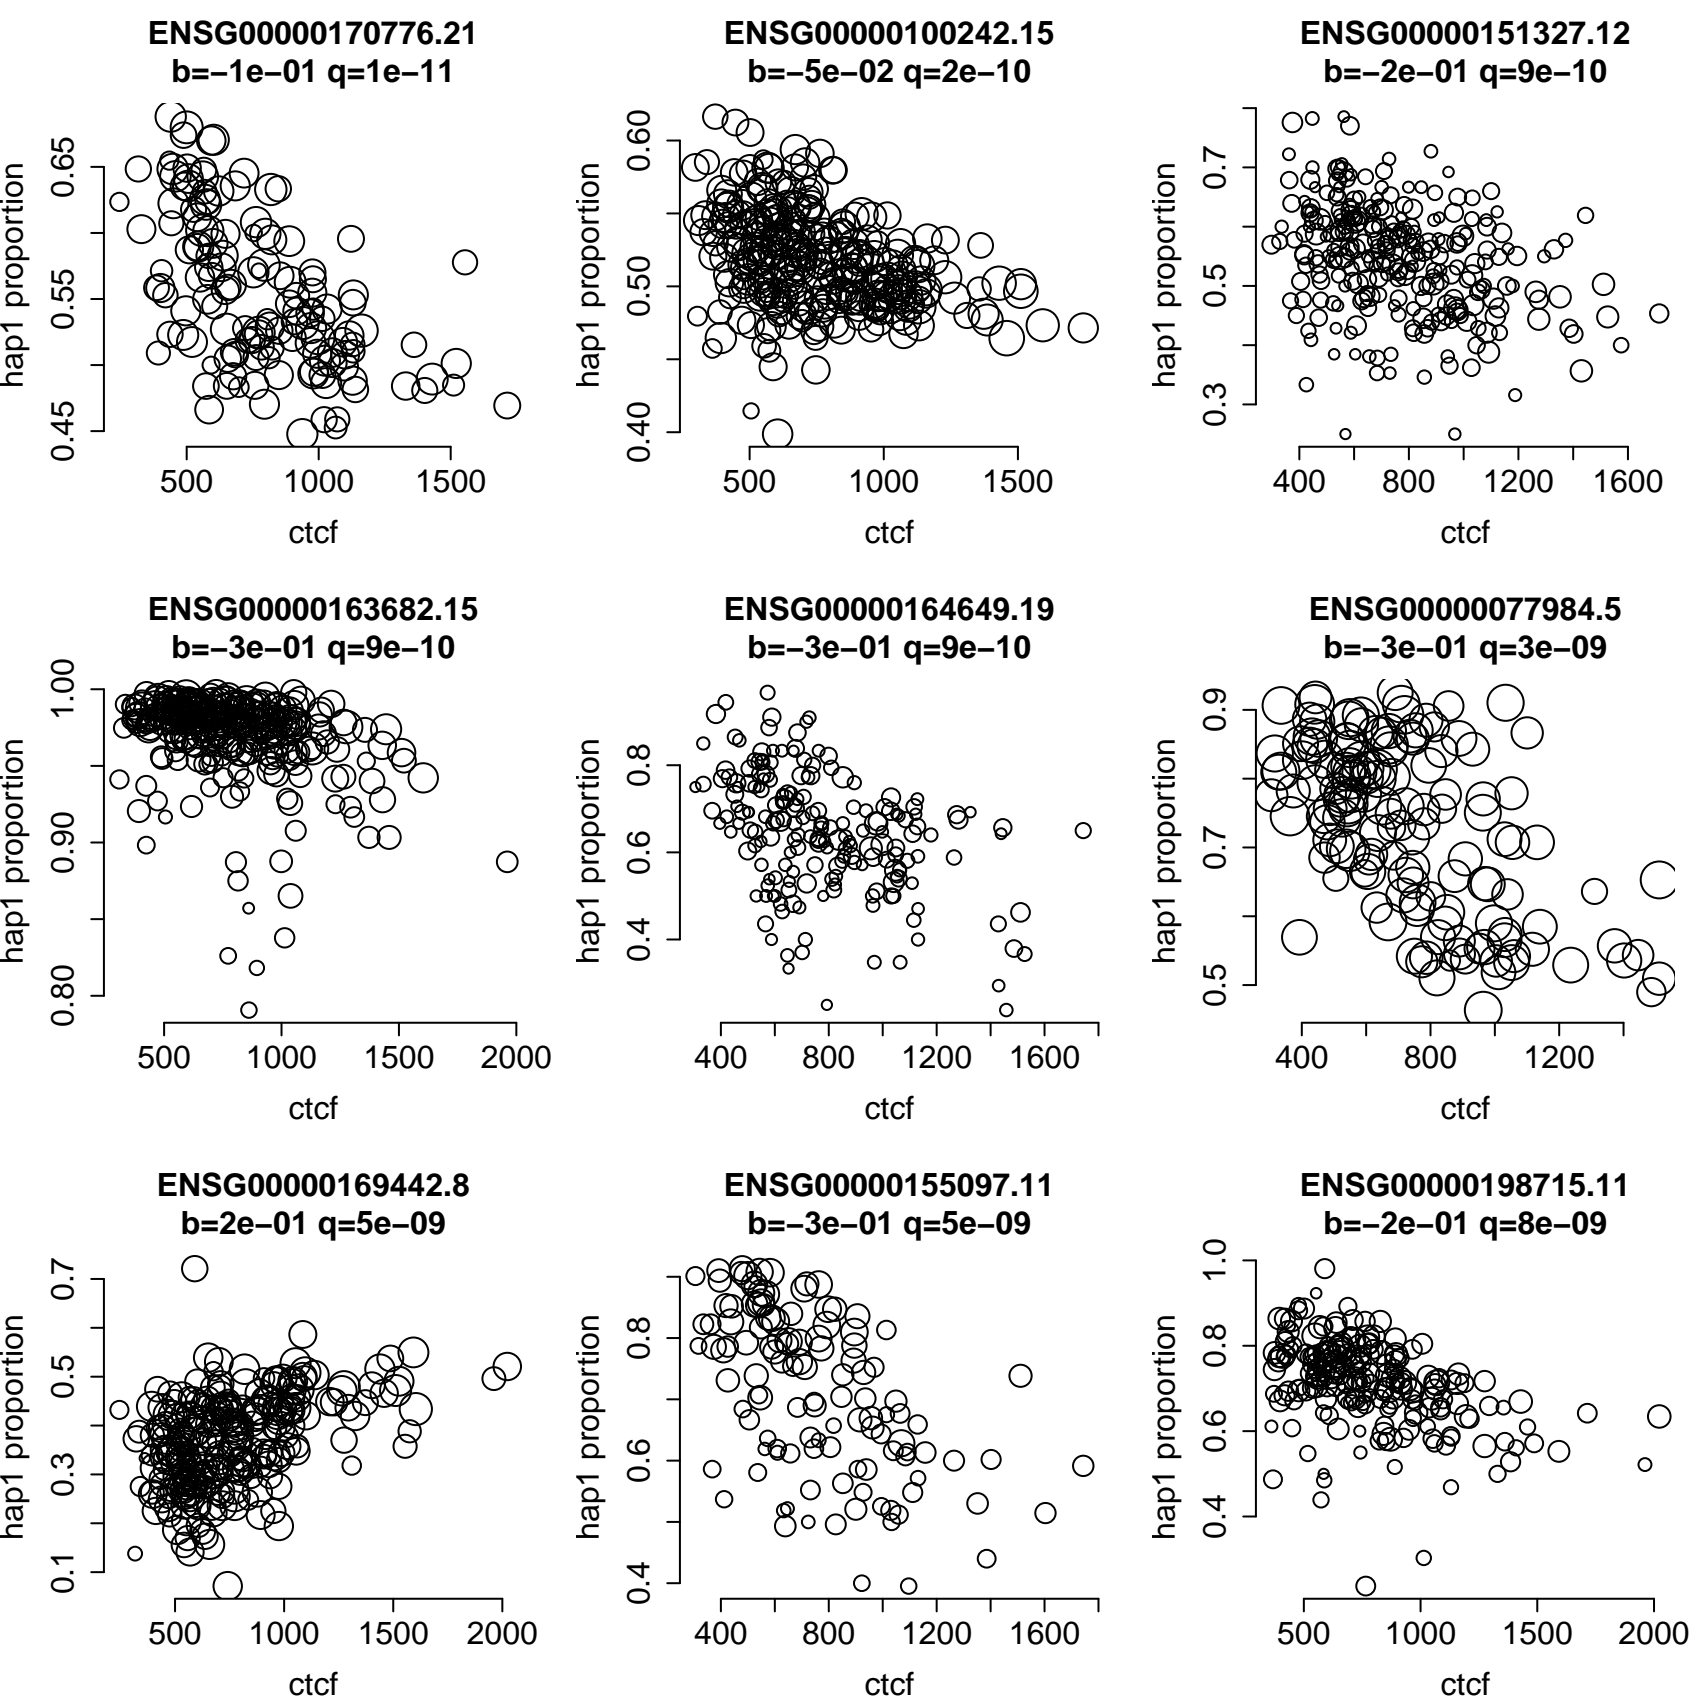 ENSG00000170776.21
b=−1e−01 q=1e−11
hap1 proportion
0.45 0.55 0.65
500 1000 1500
ctcf
ENSG00000100242.15
b=−5e−02 q=2e−10
hap1 proportion
0.40 0.50 0.60
500 1000 1500
ctcf
ENSG00000151327.12
b=−2e−01 q=9e−10
hap1 proportion
0.3 0.5 0.7
400 800 1200 1600
ctcf
ENSG00000163682.15
b=−3e−01 q=9e−10
hap1 proportion
0.80 0.90 1.00
500 1000 1500 2000
ctcf
ENSG00000164649.19
b=−3e−01 q=9e−10
hap1 proportion
0.4 0.6 0.8
400 800 1200 1600
ctcf
ENSG00000077984.5
b=−3e−01 q=3e−09
hap1 proportion
0.5 0.7 0.9
400 800 1200
ctcf
ENSG00000169442.8
b=2e−01 q=5e−09
hap1 proportion
0.1 0.3 0.5 0.7
500 1000 1500 2000
ctcf
ENSG00000155097.11
b=−3e−01 q=5e−09
hap1 proportion
0.4 0.6 0.8
400 800 1200 1600
ctcf
ENSG00000198715.11
b=−2e−01 q=8e−09
hap1 proportion
0.4 0.6 0.8 1.0
500 1000 1500 2000
ctcf